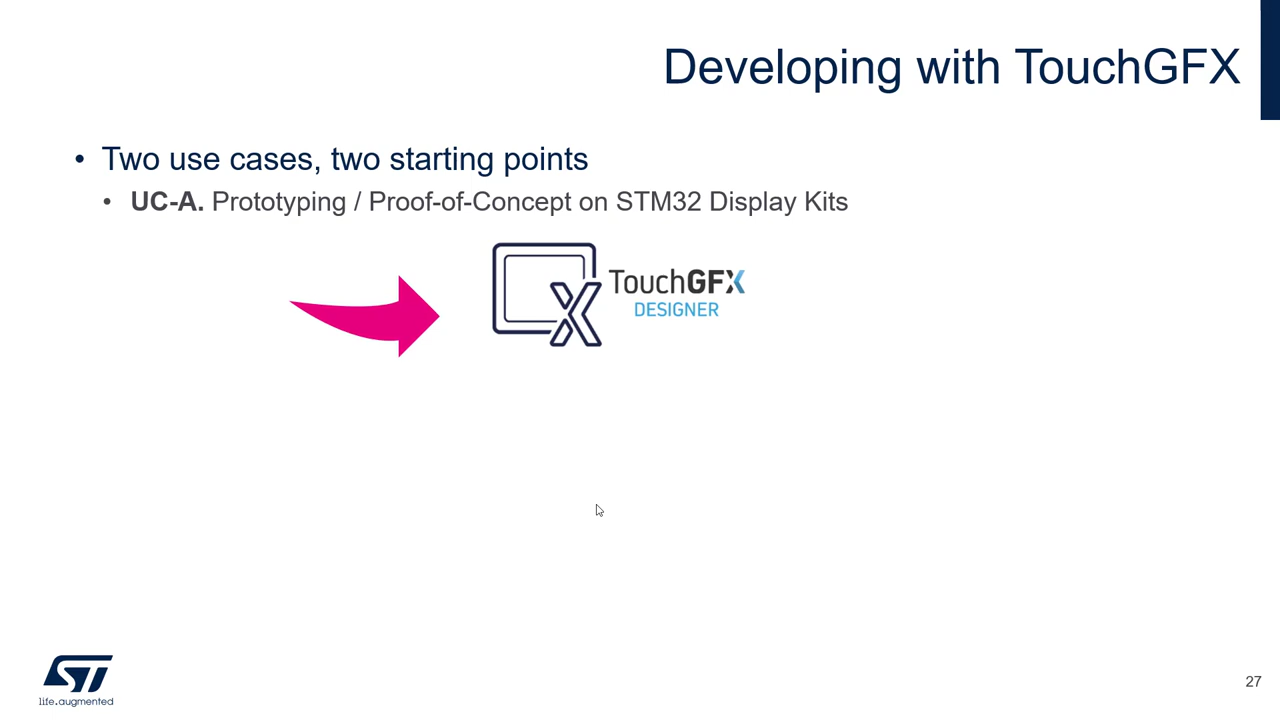 Developing with TouchGFX
• Two use cases, two starting points
• UC-A. Prototyping / Proof-of-Concept on STM32 Display Kits
TouchGFX
DESIGNER
ST
life.augmented
27